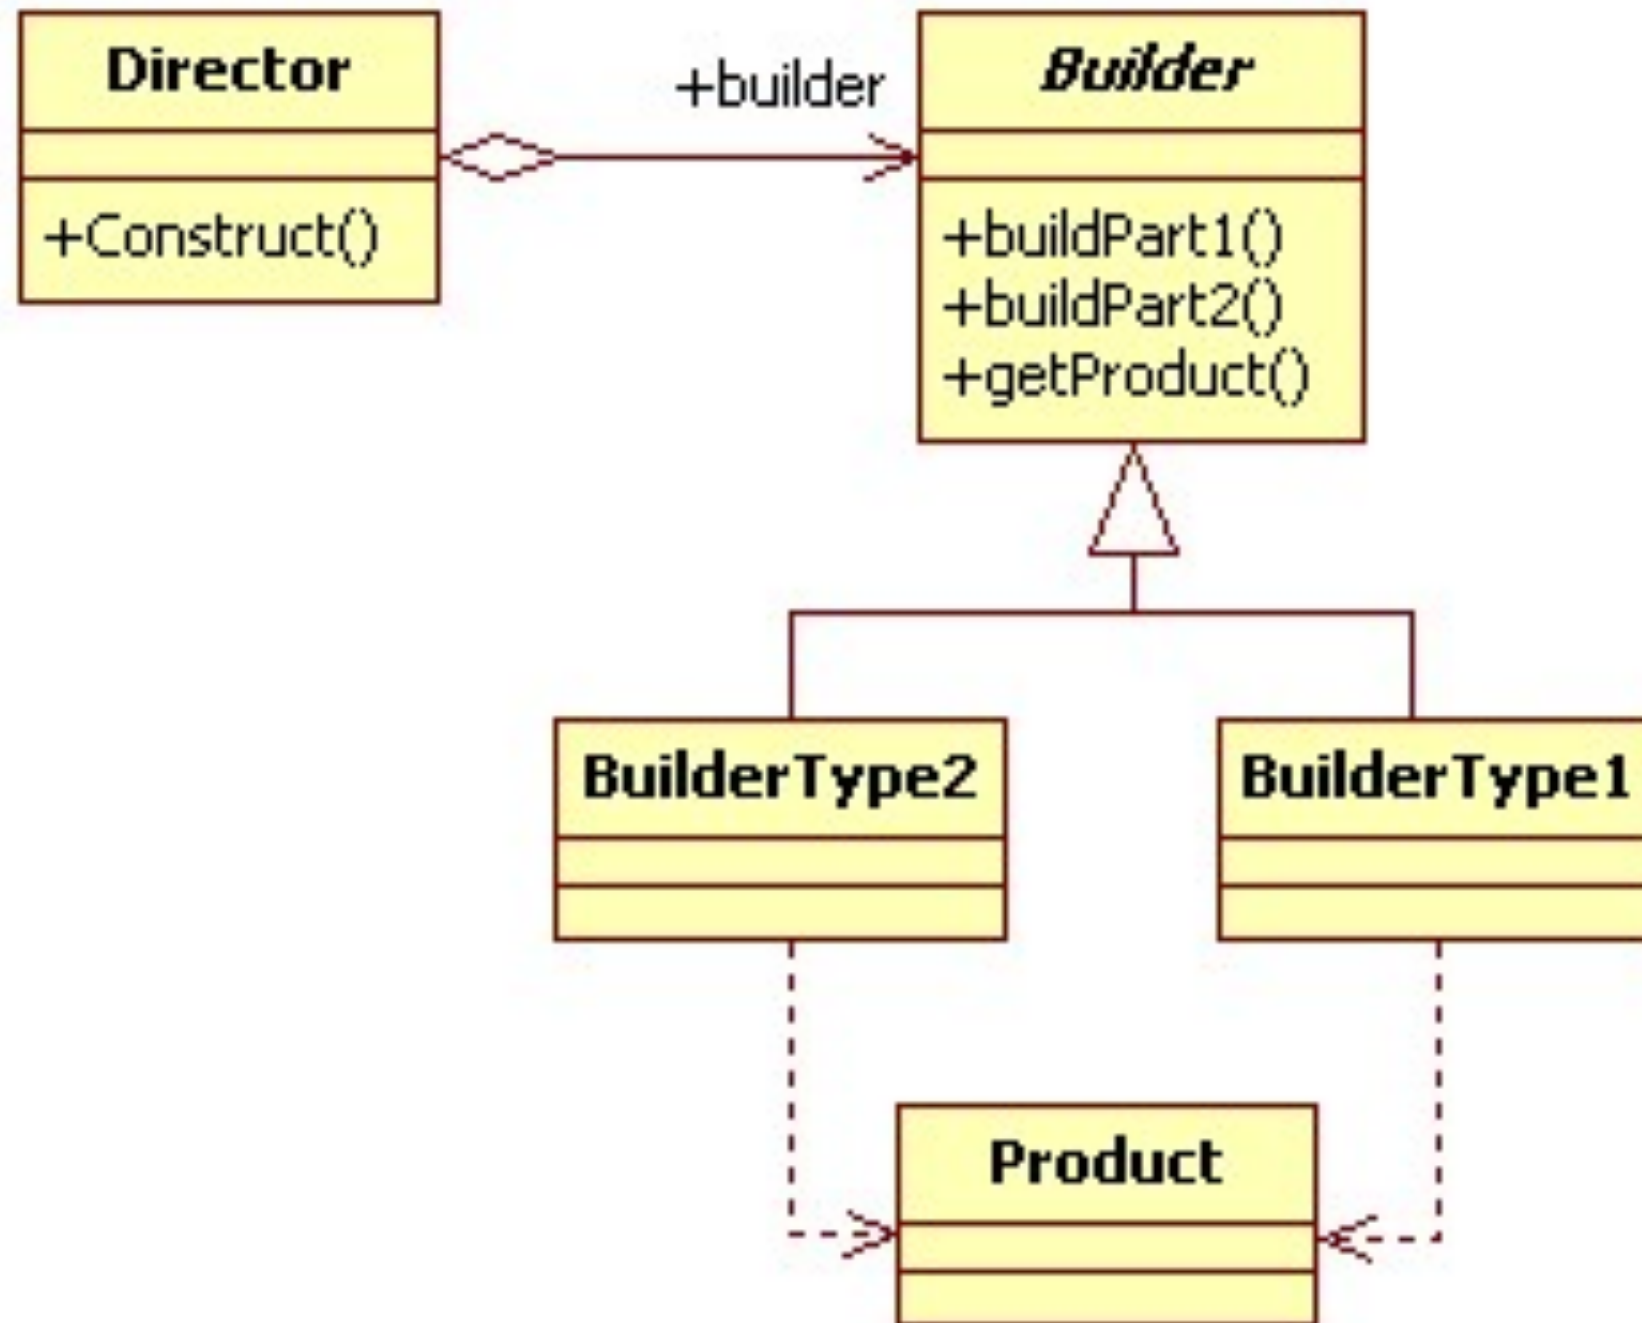 Director
+builder
Builder
+Construct()
+buildPart1()
+buildPart2()
+getProduct()
BuilderType2
BuilderType1
Product